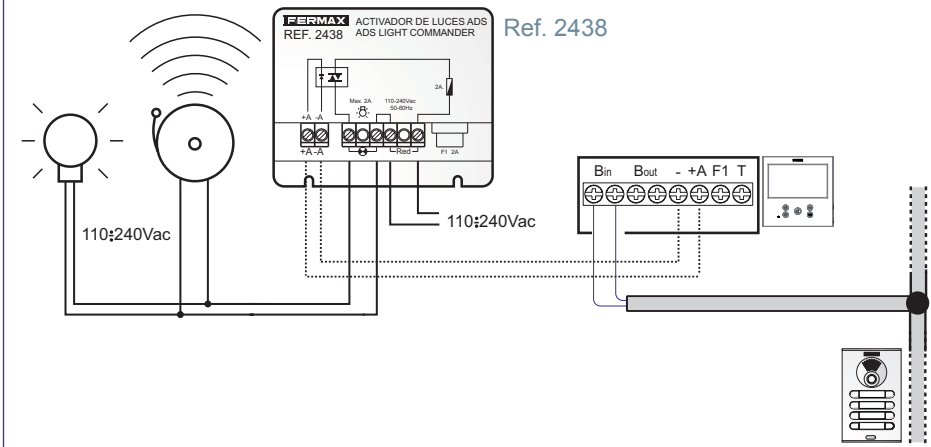 FERMAX ACTIVADOR DE LUCES ADS
REF. 2438 ADS LIGHT COMMANDER
Ref. 2438
2A.
Max. 2A
110-240Vac
50-60Hz
+A -A
+A -A
Red
F1 2A
110÷240Vac
110÷240Vac
Bin Bout - +A F1 T